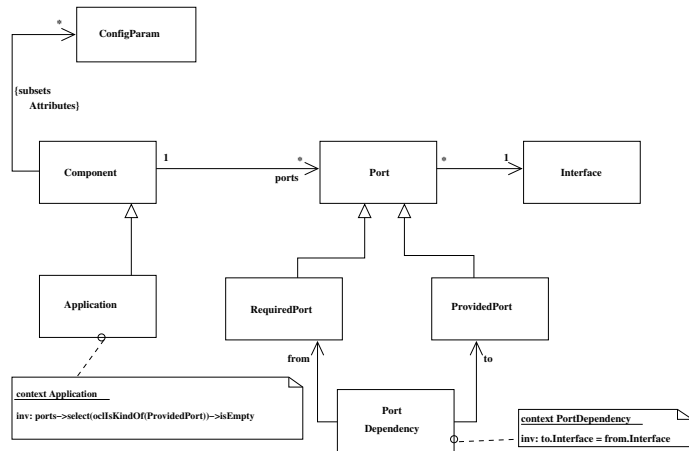 *
ConfigParam
{subsets
Attributes}
Component
1
*
ports
Port
*
1
Interface
Application
RequiredPort
ProvidedPort
from
to
context Application
inv: ports−>select(oclIsKindOf(ProvidedPort))−>isEmpty
Port
Dependency
context PortDependency
inv: to.Interface = from.Interface